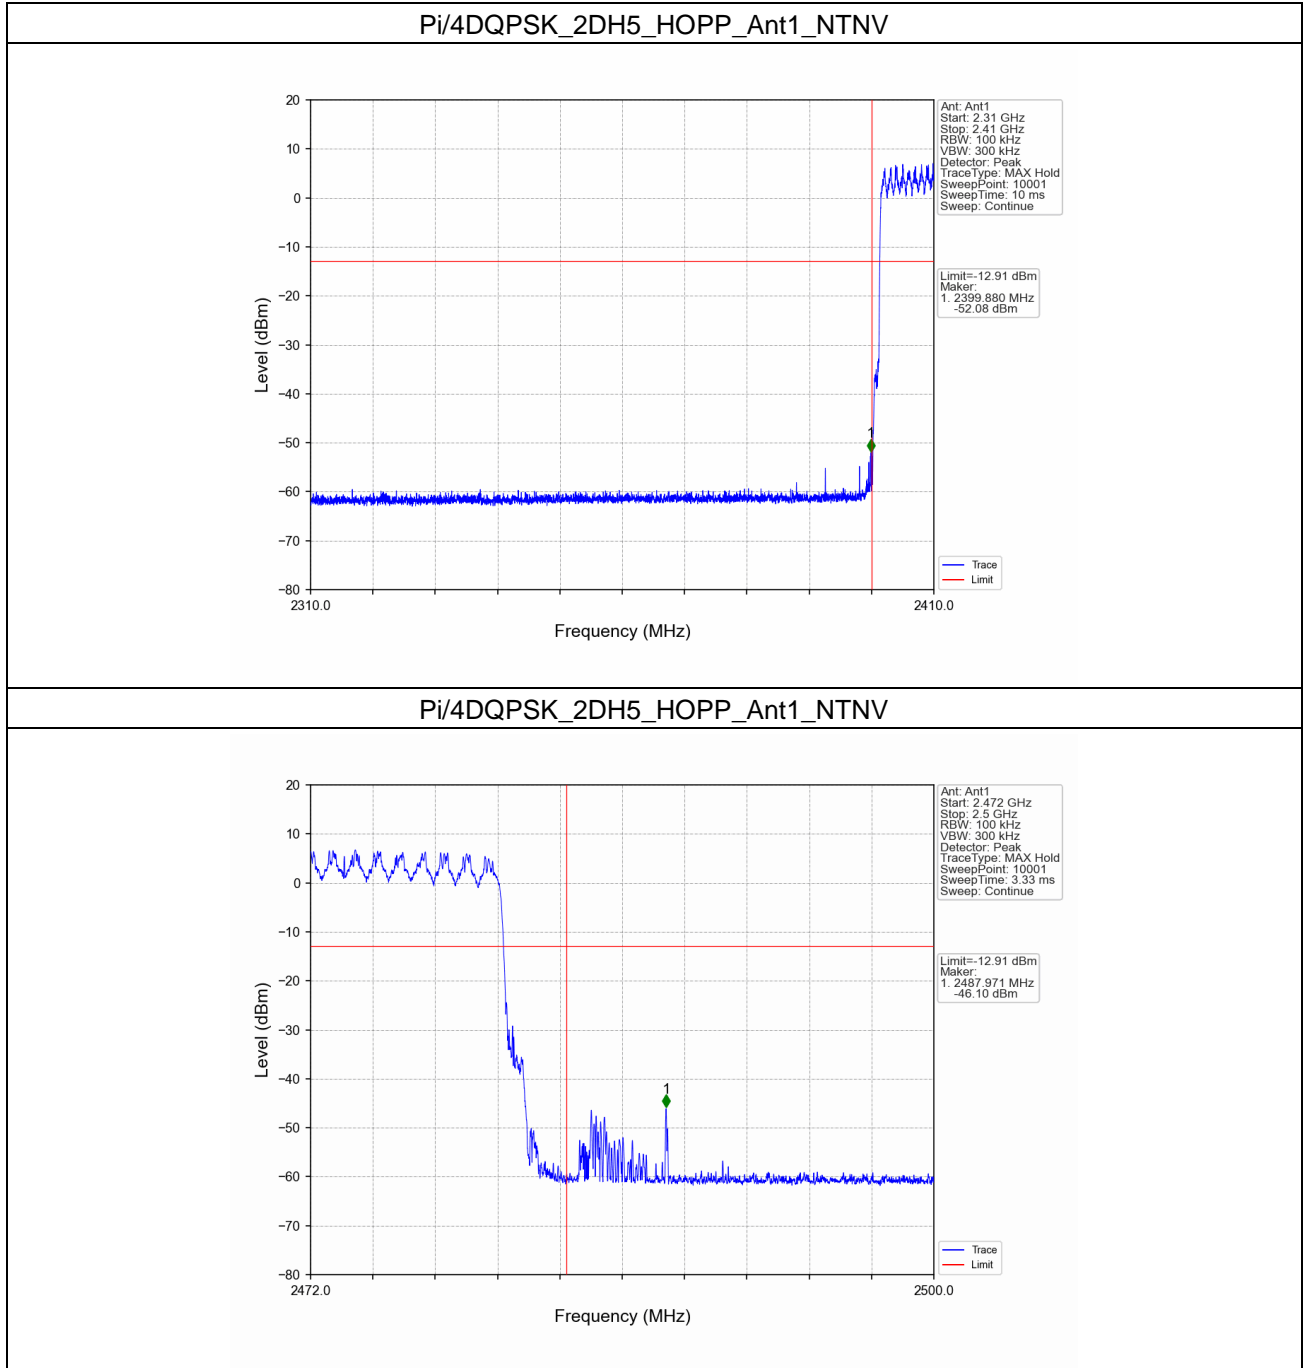 Pi/4DQPSK_2DH5_HOPP_Ant1_NTNV
20
10
0
−10
−20
−30
−40
−50
−60
−70
−80
Level (dBm)
1
2310.0
2410.0
Frequency (MHz)
Ant: Ant1
Start: 2.31 GHz
Stop: 2.41 GHz
RBW: 100 kHz
VBW: 300 kHz
Detector: Peak
TraceType: MAX Hold
SweepPoint: 10001
SweepTime: 10 ms
Sweep: Continue
Limit=-12.91 dBm
Maker:
1. 2399.880 MHz
-52.08 dBm
Trace
Limit
Pi/4DQPSK_2DH5_HOPP_Ant1_NTNV
20
10
0
−10
−20
−30
−40
−50
−60
−70
−80
Level (dBm)
1
2472.0
2500.0
Frequency (MHz)
Ant: Ant1
Start: 2.472 GHz
Stop: 2.5 GHz
RBW: 100 kHz
VBW: 300 kHz
Detector: Peak
TraceType: MAX Hold
SweepPoint: 10001
SweepTime: 3.33 ms
Sweep: Continue
Limit=-12.91 dBm
Maker:
1. 2487.971 MHz
-46.10 dBm
Trace
Limit